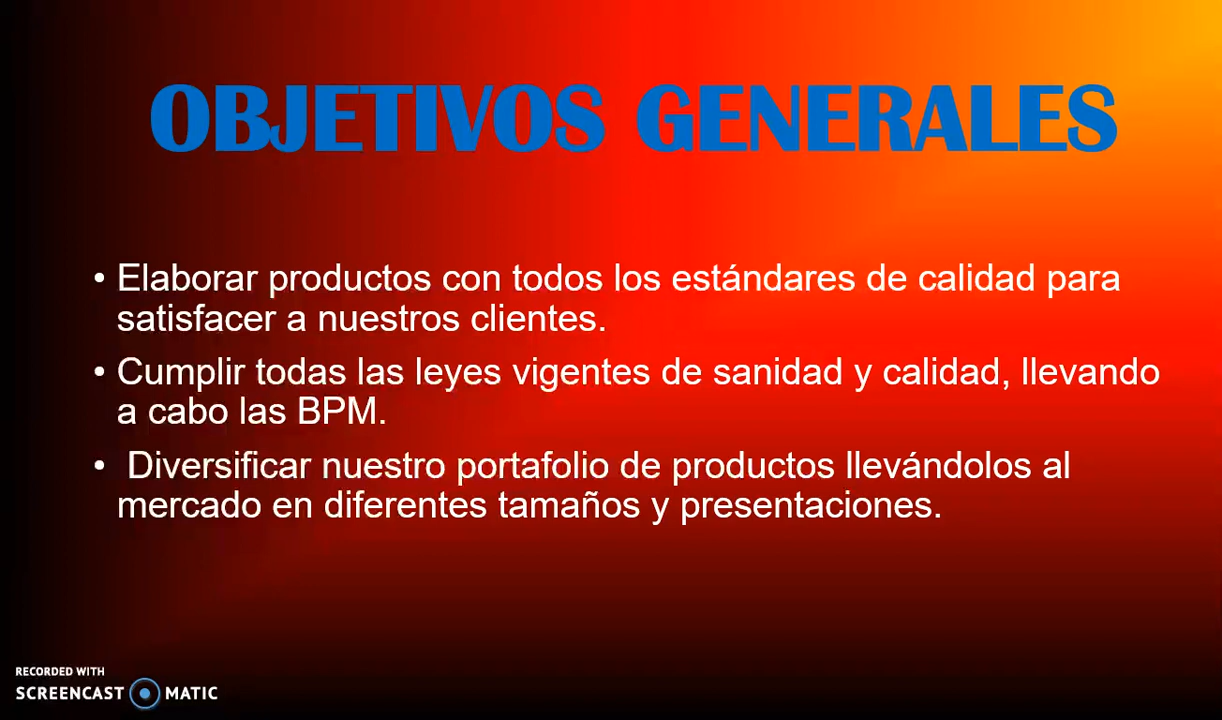 OBJETIVOS GENERALES
• Elaborar productos con todos los estándares de calidad para
satisfacer a nuestros clientes.
• Cumplir todas las leyes vigentes de sanidad y calidad, llevando
a cabo las BPM.
• Diversificar nuestro portafolio de productos llevándolos al
mercado en diferentes tamaños y presentaciones.
RECORDED WITH
SCREENCAST MATIC